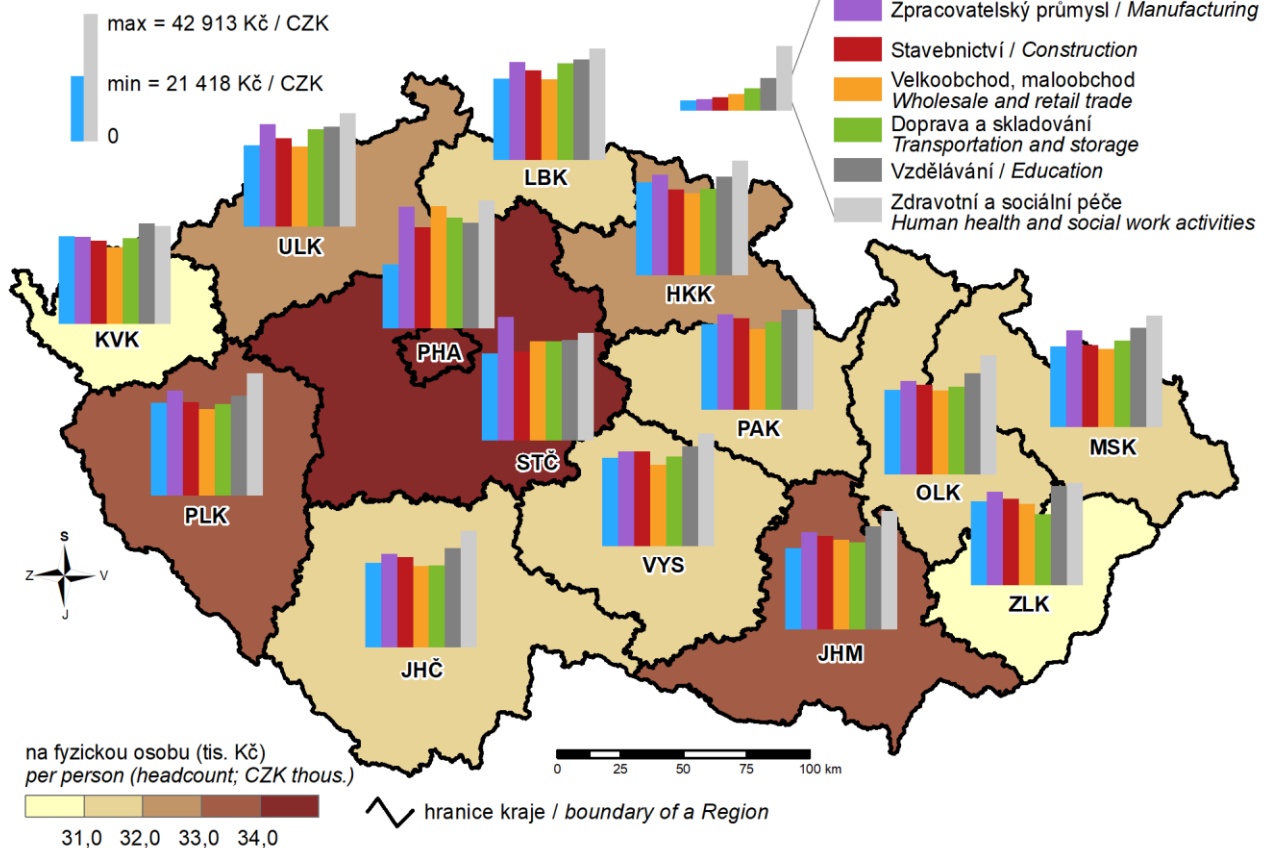 max = 42 913 Kč / CZK
min = 21 418 Kč / CZK
0
Zpracovatelský průmysl / Manufacturing
Stavebnictví / Construction
Velkoobchod, maloobchod
Wholesale and retail trade
Doprava a skladování
Transportation and storage
Vzdělávání / Education
Zdravotní a sociální péče
Human health and social work activities
LBK
ULK
HKK
KVK
PHA
PAK
MSK
STČ
OLK
PLK
VYS
ZLK
JHČ
JHM
S
Z
V
J
na fyzickou osobu (tis. Kč)
per person (headcount; CZK thous.)
31,0 32,0 33,0 34,0
0 25 50 75 100 km
hranice kraje / boundary of a Region